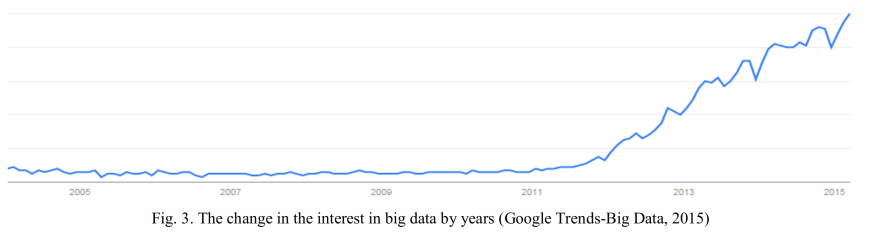 2005 2007 2009 2011 2013 2015
Fig. 3. The change in the interest in big data by years (Google Trends-Big Data, 2015)